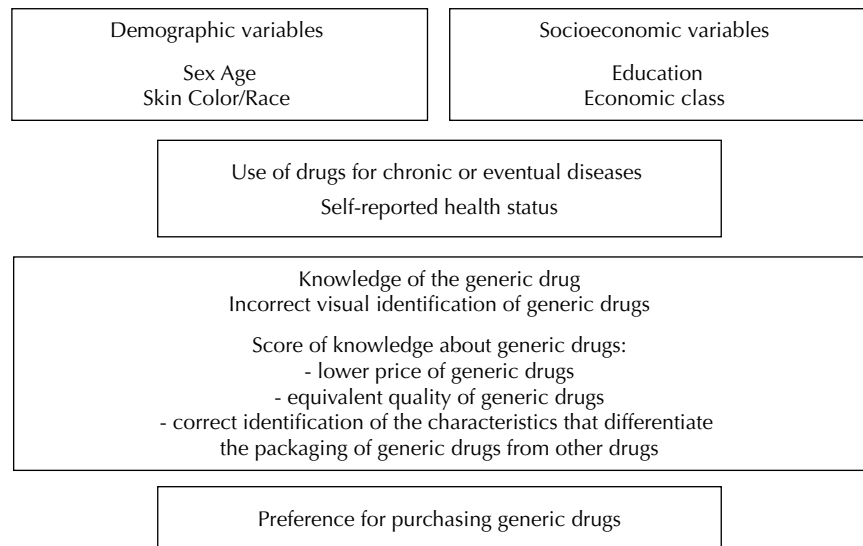 Demographic variables
Sex Age
Skin Color/Race
Socioeconomic variables
Education
Economic class
Use of drugs for chronic or eventual diseases
Self-reported health status
Knowledge of the generic drug
Incorrect visual identification of generic drugs
Score of knowledge about generic drugs:
- lower price of generic drugs
- equivalent quality of generic drugs
- correct identification of the characteristics that differentiate
the packaging of generic drugs from other drugs
Preference for purchasing generic drugs